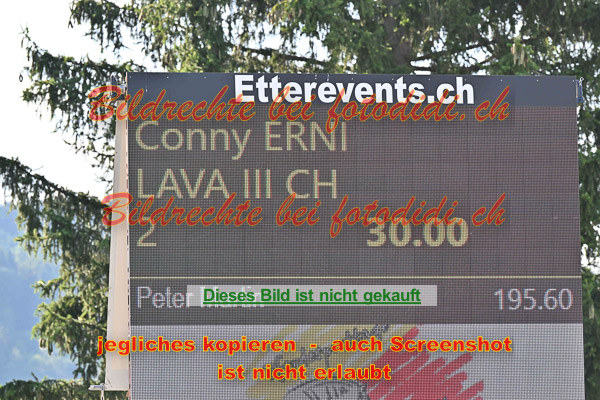 Etterevents.ch
Bildrechte bei fotodidi.ch
Conny ERNI
LAVA III CH
Bildrechte bei fotodidi.ch
2 30.00
Peter Martin 195.60
Dieses Bild ist nicht gekauft
jegliches kopieren - auch Screenshot
ist nicht erlaubt